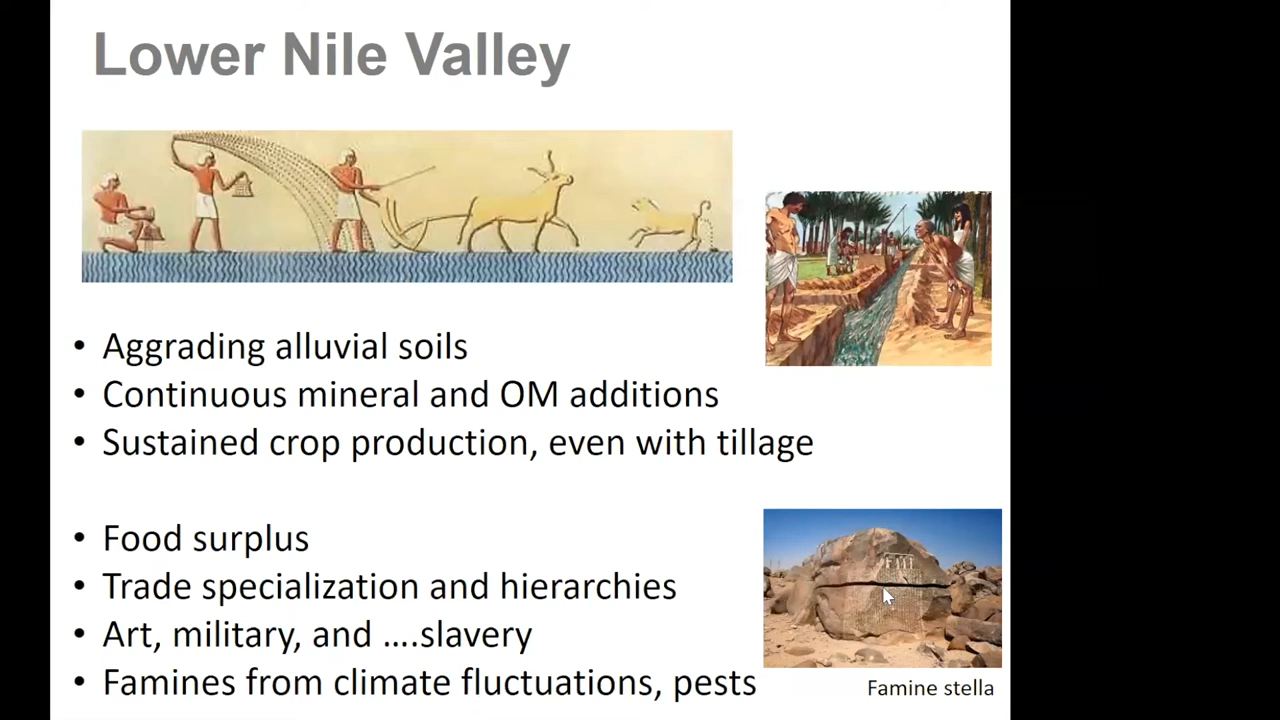 Lower Nile Valley
• Aggrading alluvial soils
• Continuous mineral and OM additions
• Sustained crop production, even with tillage
• Food surplus
• Trade specialization and hierarchies
• Art, military, and ....slavery
• Famines from climate fluctuations, pests
Famine stella